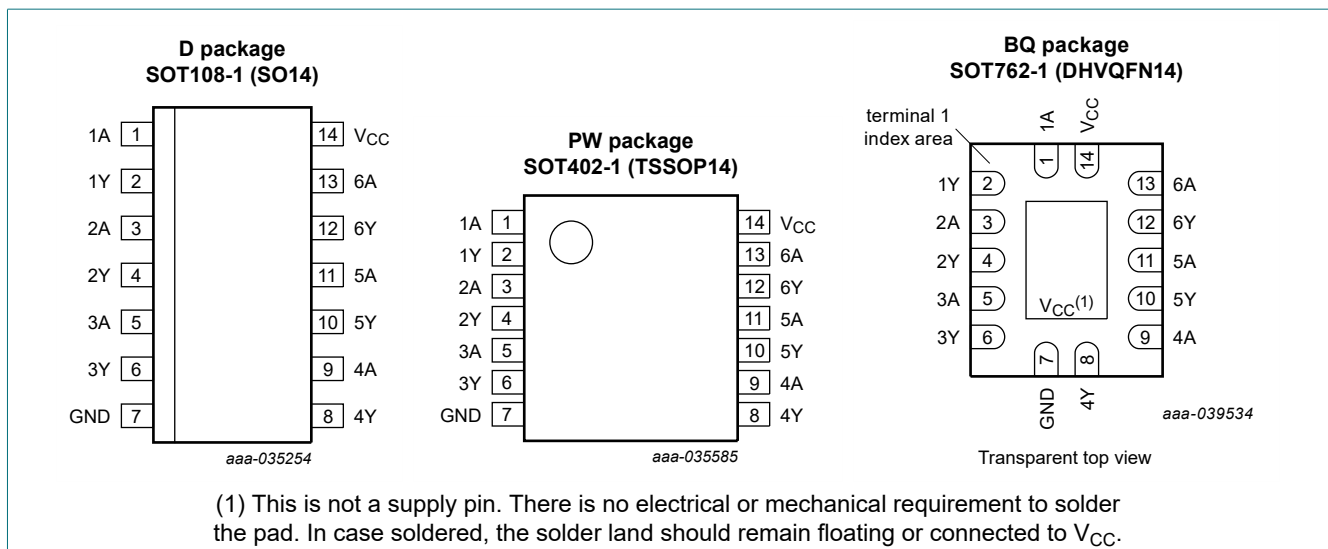 D package
SOT108-1 (SO14)
1A 1 14 VCC
1Y 2 13 6A
2A 3 12 6Y
2Y 4 11 5A
3A 5 10 5Y
3Y 6 9 4A
GND 7 8 4Y
aaa-035254
PW package
SOT402-1 (TSSOP14)
1A 1 14 VCC
1Y 2 13 6A
2A 3 12 6Y
2Y 4 11 5A
3A 5 10 5Y
3Y 6 9 4A
GND 7 8 4Y
aaa-035585
BQ package
SOT762-1 (DHVQFN14)
terminal 1
index area
1A VCC
1 14
1Y 2 13 6A
2A 3 12 6Y
2Y 4 11 5A
3A 5 10 5Y
VCC(1)
3Y 6 9 4A
7 8
GND 4Y
aaa-039534
Transparent top view
(1) This is not a supply pin. There is no electrical or mechanical requirement to solder
the pad. In case soldered, the solder land should remain floating or connected to VCC.